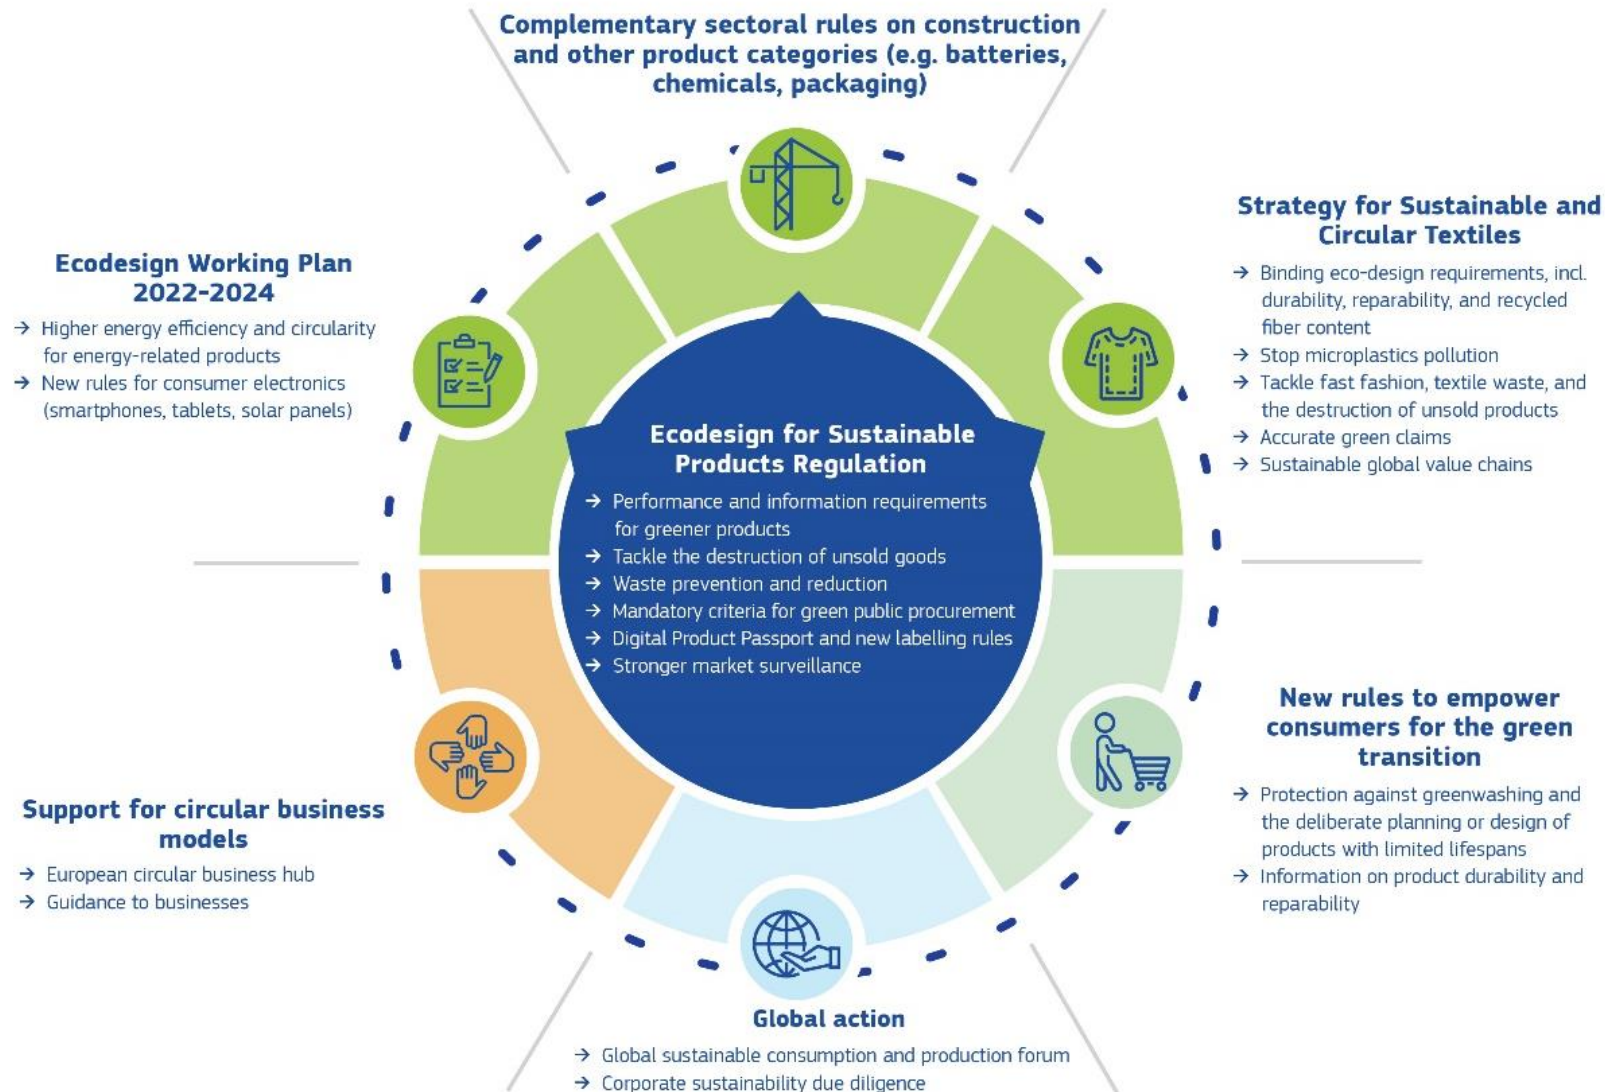 Complementary sectoral rules on construction
and other product categories (e.g. batteries,
chemicals, packaging)
Strategy for Sustainable and
Circular Textiles
→ Binding eco-design requirements, incl.
durability, reparability, and recycled
fiber content
→ Stop microplastics pollution
→ Tackle fast fashion, textile waste, and
the destruction of unsold products
→ Accurate green claims
→ Sustainable global value chains
Ecodesign Working Plan
2022-2024
→ Higher energy efficiency and circularity
for energy-related products
→ New rules for consumer electronics
(smartphones, tablets, solar panels)
Ecodesign for Sustainable
Products Regulation
→ Performance and information requirements
for greener products
→ Tackle the destruction of unsold goods
→ Waste prevention and reduction
→ Mandatory criteria for green public procurement
→ Digital Product Passport and new labelling rules
→ Stronger market surveillance
New rules to empower
consumers for the green
transition
→ Protection against greenwashing and
the deliberate planning or design of
products with limited lifespans
→ Information on product durability and
reparability
Support for circular business
models
→ European circular business hub
→ Guidance to businesses
Global action
→ Global sustainable consumption and production forum
→ Corporate sustainability due diligence